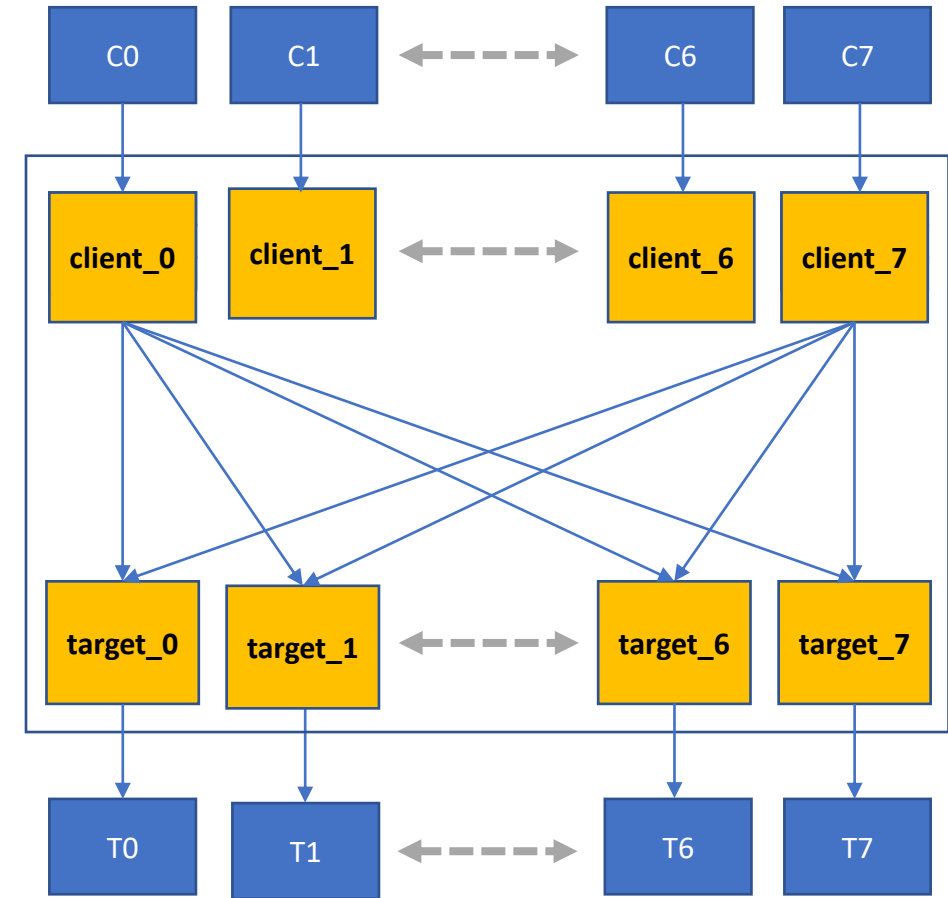 C0
C1
C6
C7
client_0
client_1
client_6
client_7
target_0
target_1
target_6
target_7
T0
T1
T6
T7